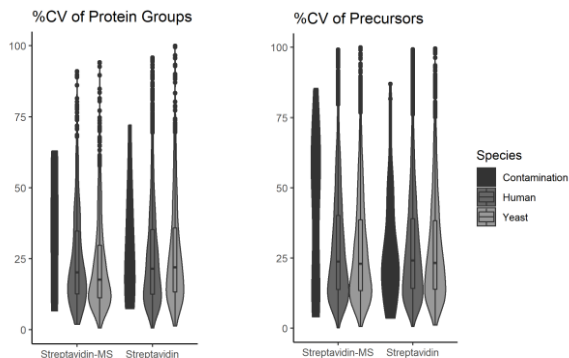 %CV of Protein Groups
100
75
50
25
0
Streptavidin-MS
Streptavidin
%CV of Precursors
100
75
50
25
0
Streptavidin-MS
Streptavidin
Species
Contamination
Human
Yeast